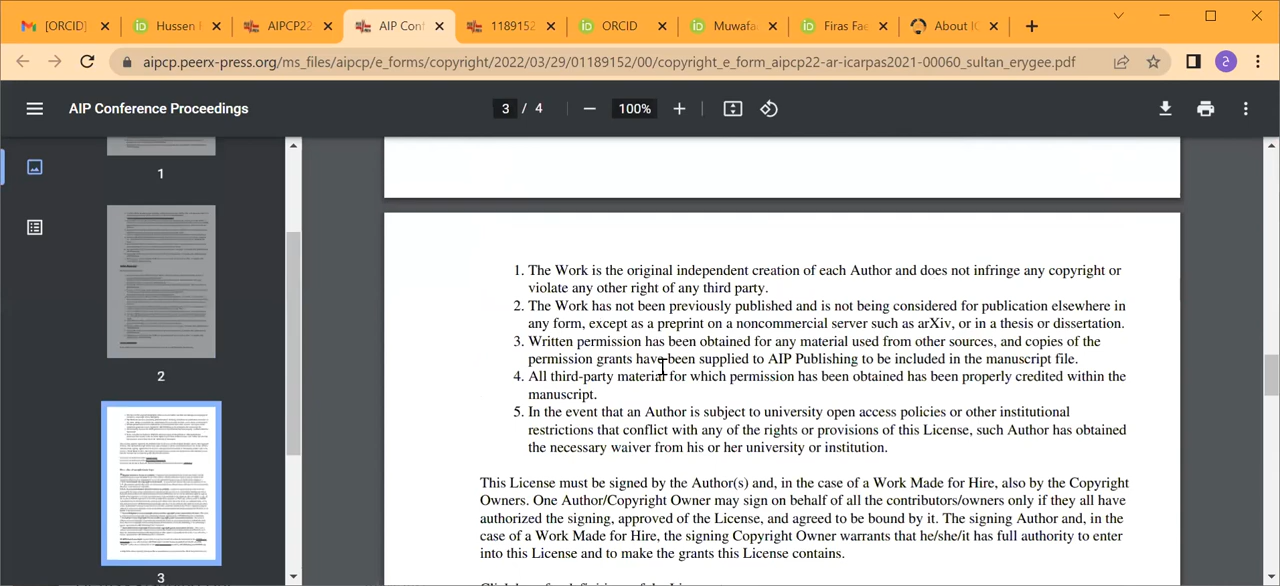 [ORCID]
Hussen
AIPCP22
AIP Con
1189152
ORCID
Muwafa
Firas Fae
About IC
aipcp.peerx-press.org/ms_files/aipcp/e_forms/copyright/2022/03/29/01189152/00/copyright_e_form_aipcp22-ar-icarpas2021-00060_sultan_erygee.pdf
AIP Conference Proceedings
3 / 4
100%
1
2
3
1. The Work is the original independent creation of each Author and does not infringe any copyright or
violate any other right of any third party.
2. The Work has not been previously published and is not being considered for publication elsewhere in
any form, except as a preprint on a noncommercial server such as arXiv, or in a thesis or dissertation.
3. Written permission has been obtained for any material used from other sources, and copies of the
permission grants have been supplied to AIP Publishing to be included in the manuscript file.
4. All third-party material for which permission has been obtained has been properly credited within the
manuscript.
5. In the event that an Author is subject to university open access policies or other institutional
restrictions that conflict with any of the rights or provisions of this License, such Author has obtained
the necessary waiver from his or her university or institution.
This License must be signed by the Author(s) and, in the case of a Work Made for Hire, also by the Copyright
Owners. One Author/Copyright Owner may sign on behalf of all the contributors/owners only if they all have
authorized the signing, approved of the License, and agreed to be bound by it. The signing Author and, in the
case of a Work Made for Hire, the signing Copyright Owner warrants that he/she/it has full authority to enter
into this License and to make the grants this License contains.